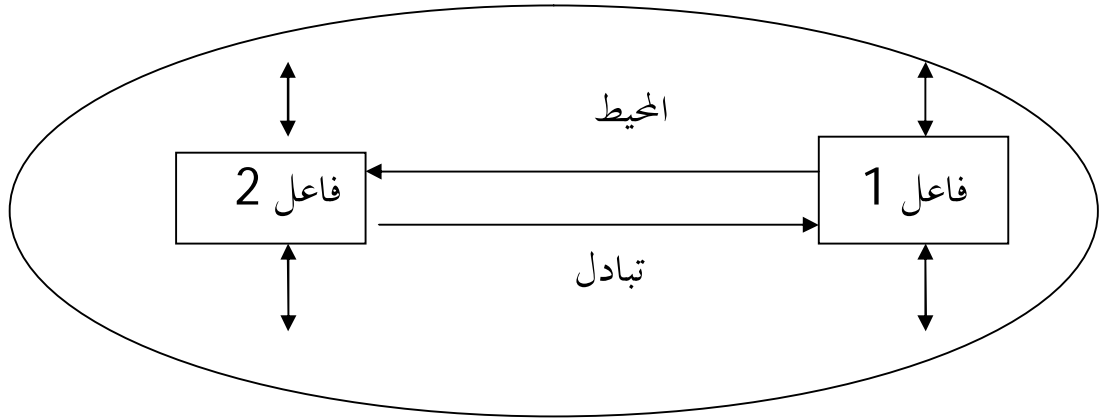 المحيط
فاعل 1
فاعل 2
تبادل